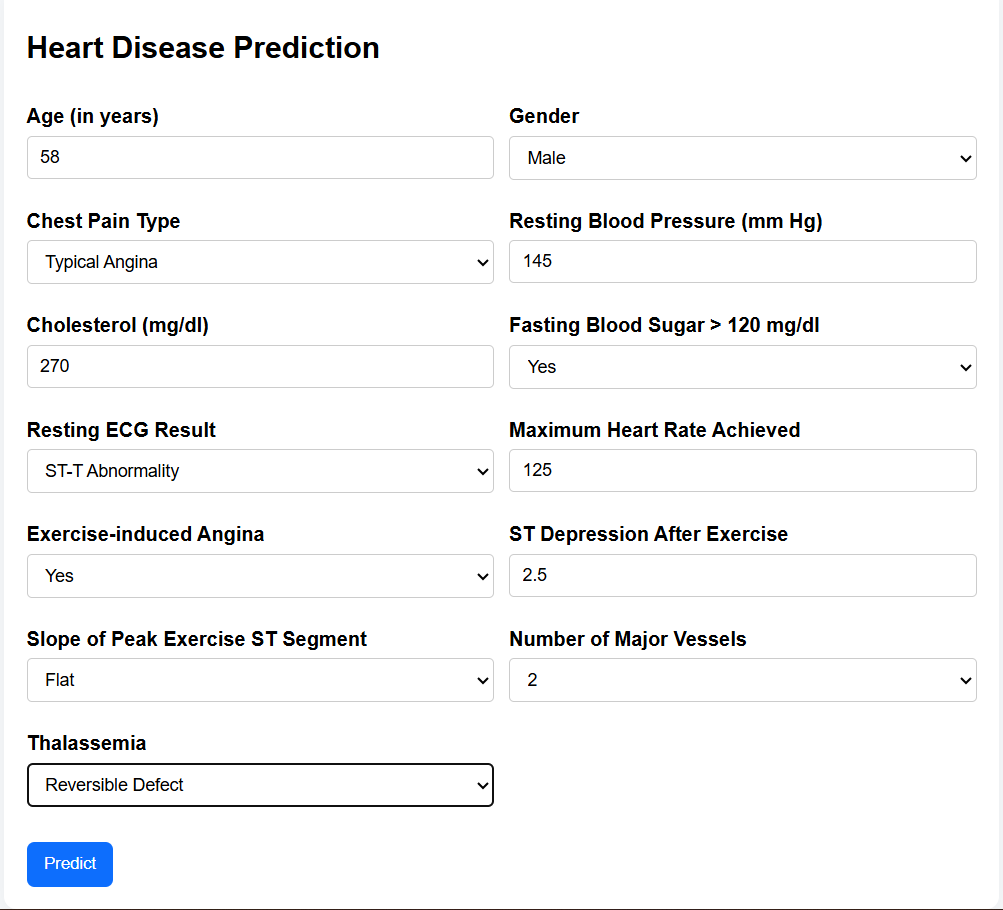 Heart Disease Prediction
Age (in years)
58
Gender
Male
Chest Pain Type
Typical Angina
Resting Blood Pressure (mm Hg)
145
Cholesterol (mg/dl)
270
Fasting Blood Sugar > 120 mg/dl
Yes
Resting ECG Result
ST-T Abnormality
Maximum Heart Rate Achieved
125
Exercise-induced Angina
Yes
ST Depression After Exercise
2.5
Slope of Peak Exercise ST Segment
Flat
Number of Major Vessels
2
Thalassemia
Reversible Defect
Predict